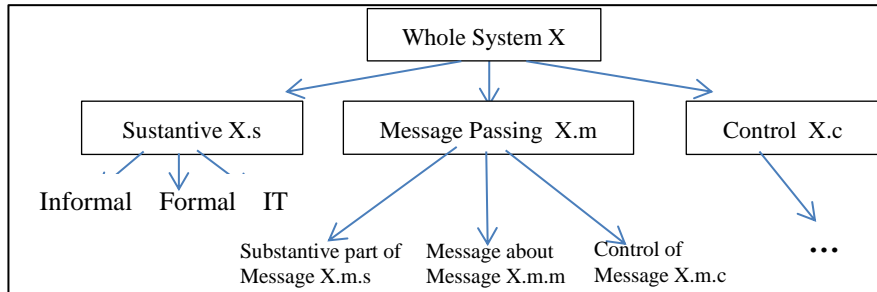 Whole System X
Sustantive X.s
Message Passing X.m
Control X.c
Informal Formal IT
Substantive part of
Message X.m.s
Message about
Message X.m.m
Control of
Message X.m.c
...